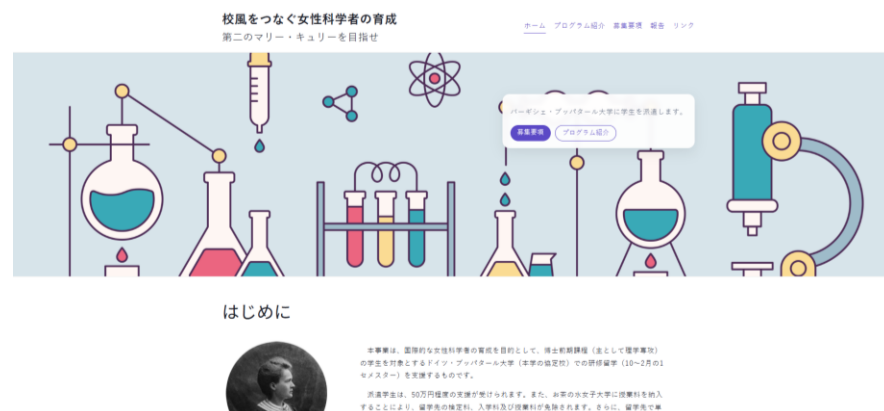 校風をつなぐ女性科学者の育成
第二のマリー・キュリーを目指せ
ホーム プログラム紹介 募集要項 報告 リンク
バーギシェ・ブッパタール大学に学生を派遣します。
募集要項 プログラム紹介
はじめに
本事業は、国際的な女性科学者の育成を目的として、博士前期課程（主として理学専攻）
の学生を対象とするドイツ・ブッパタール大学（本学の協定校）での研修留学（10～2月の1
セメスター）を支援するものです。
派遣学生は、50万円程度の支援が受けられます。また、お茶の水女子大学に授業料を納入
することにより、留学先の検定料、入学料及び授業料が免除されます。さらに、留学先で単